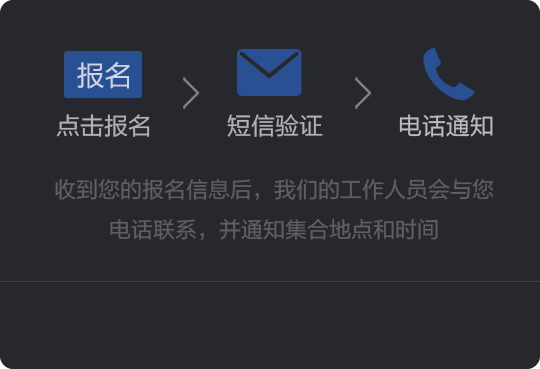 报名
点击报名 短信验证 电话通知
收到您的报名信息后，我们的工作人员会与您
电话联系，并通知集合地点和时间